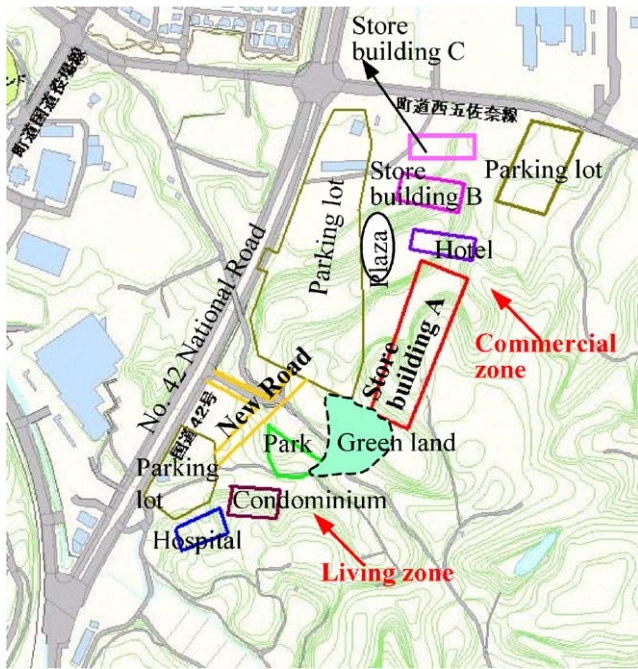 Store
building C
町道国道役場線
町道西五佐奈線
Parking lot
Store
building B
Parking lot
Plaza
Hotel
No. 42 National Road
Store
building A
Commercial
zone
New Road
国道42号
Park
Green land
Parking
lot
Condominium
Hospital
Living zone